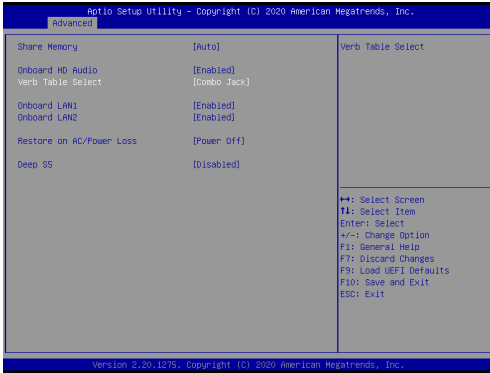 Aptio Setup Utility – Copyright (C) 2020 American Megatrends, Inc.
Advanced
Share Memory [Auto]
Onboard HD Audio [Enabled]
Verb Table Select [Combo Jack]
Onboard LAN1 [Enabled]
Onboard LAN2 [Enabled]
Restore on AC/Power Loss [Power Off]
Deep S5 [Disabled]
Verb Table Select
↔: Select Screen
↑↓: Select Item
Enter: Select
+/-: Change Option
F1: General Help
F7: Discard Changes
F9: Load UEFI Defaults
F10: Save and Exit
ESC: Exit
Version 2.20.1275. Copyright (C) 2020 American Megatrends, Inc.